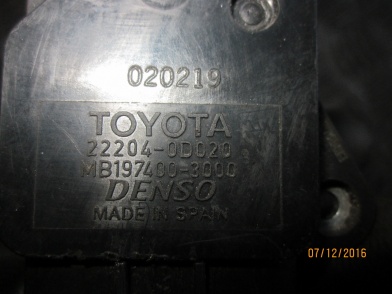 020219
TOYOTA
22204-0D020
MB197400-3000
DENSO
MADE IN SPAIN
07/12/2016